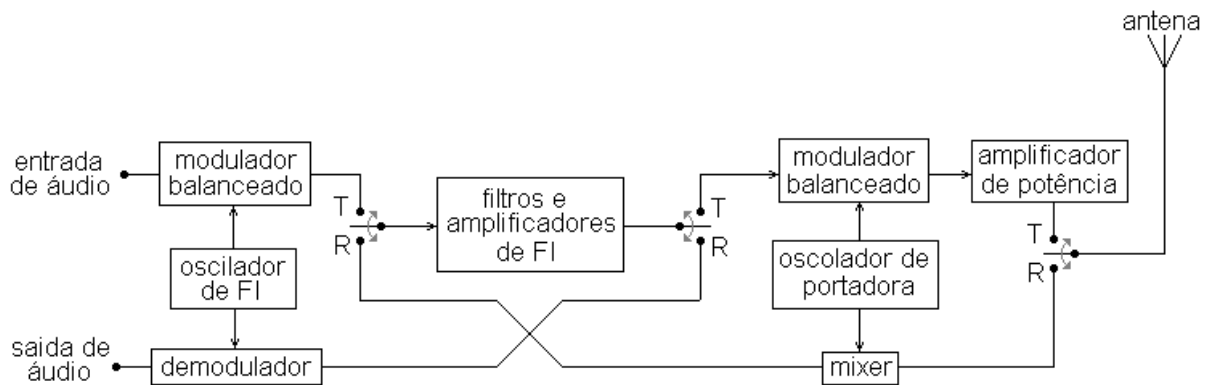 antena
entrada
de áudio
modulador
balanceado
T
R
filtros e
amplificadores
de FI
T
R
modulador
balanceado
amplificador
de potência
T
R
oscilador
de FI
oscolador de
portadora
saida de
áudio
demodulador
mixer